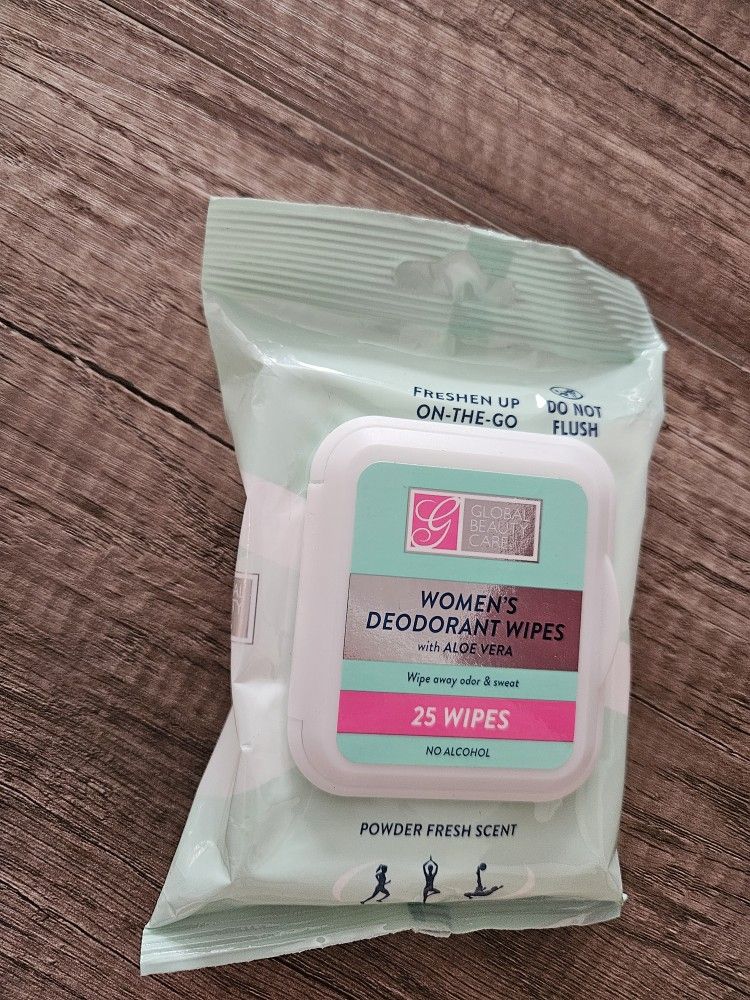 FRESHEN UP
ON-THE-GO
DO NOT
FLUSH
G
GLOBAL
BEAUTY
CARE
WOMEN'S
DEODORANT WIPES
with ALOE VERA
Wipe away odor & sweat
25 WIPES
NO ALCOHOL
POWDER FRESH SCENT